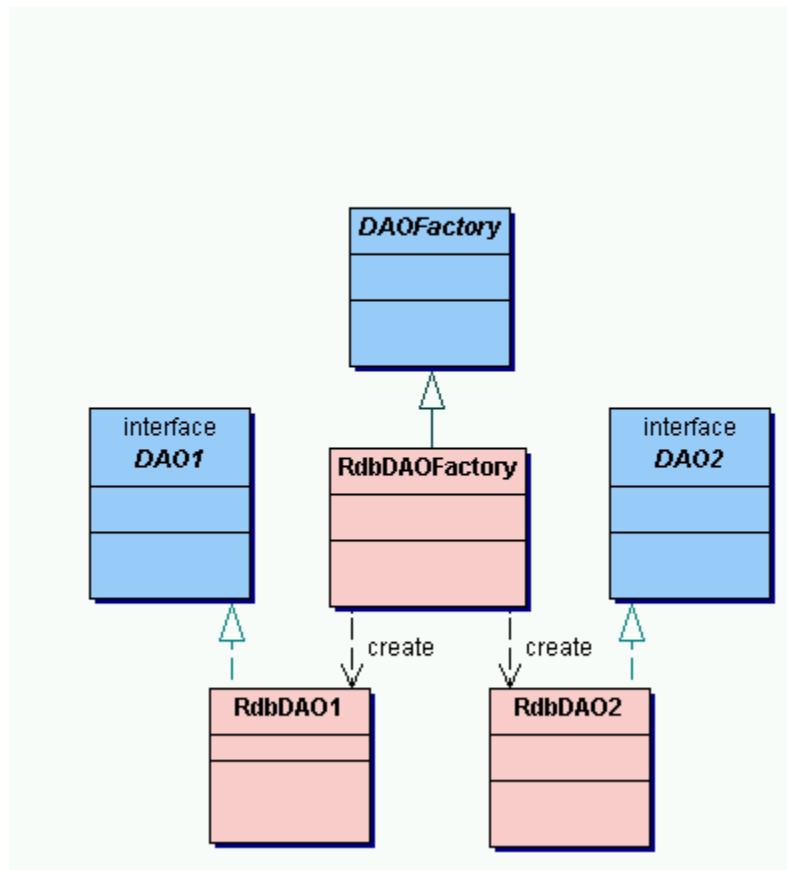 DAOFactory
interface
DAO1
RdbDAOFactory
interface
DAO2
create
create
RdbDAO1
RdbDAO2